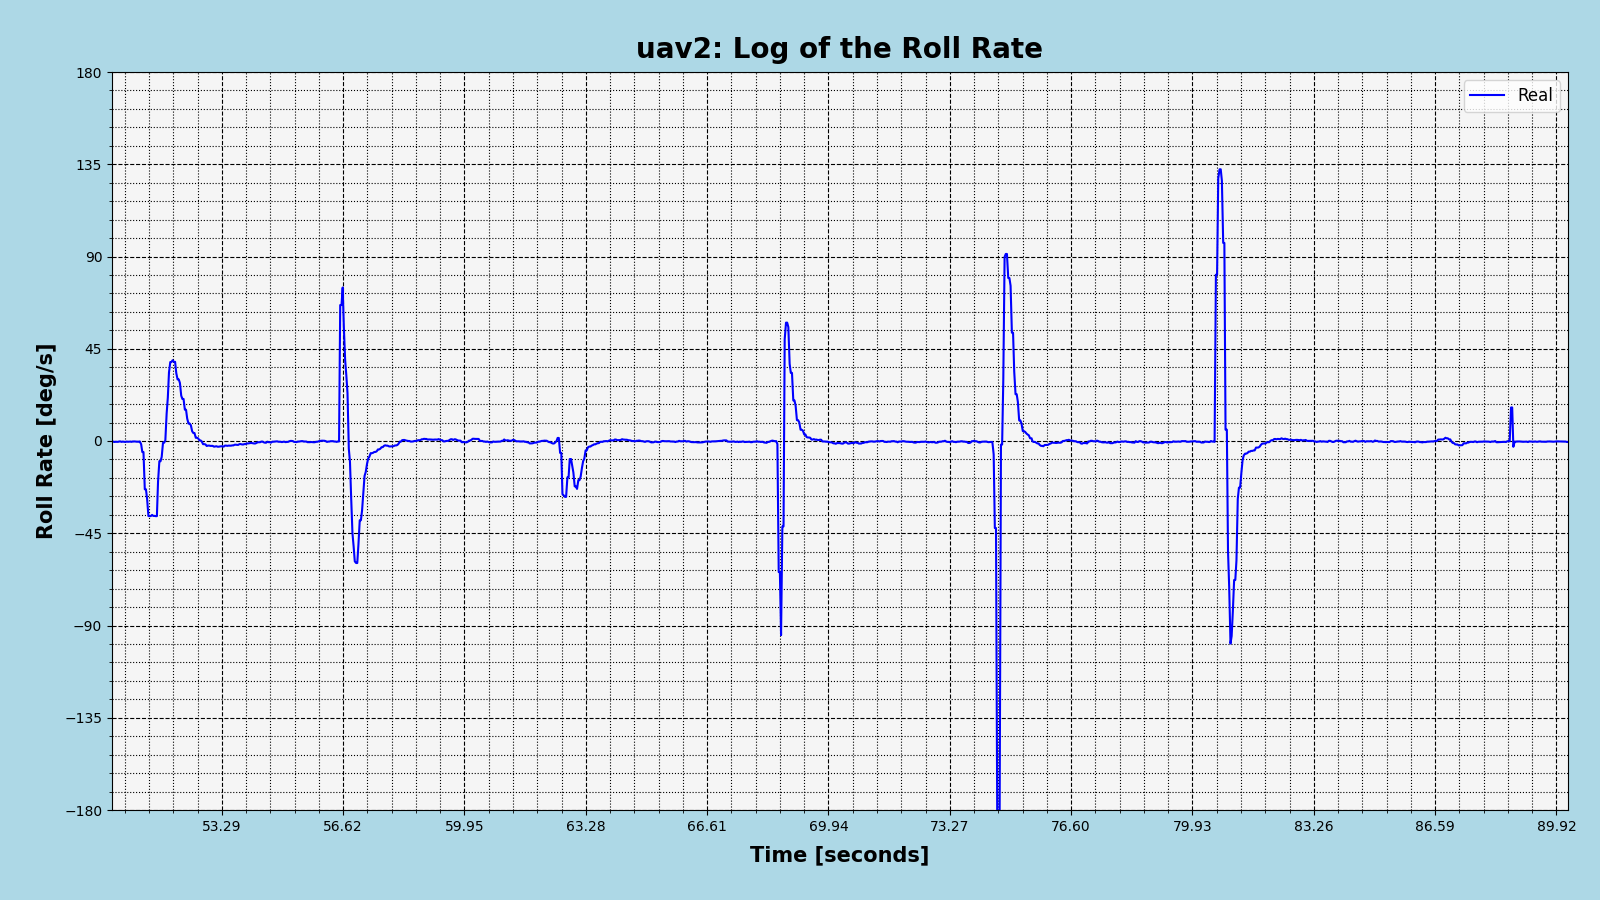 uav2: Log of the Roll Rate
Real
Roll Rate [deg/s]
180
135
90
45
0
−45
−90
−135
−180
53.29 56.62 59.95 63.28 66.61 69.94 73.27 76.60 79.93 83.26 86.59 89.92
Time [seconds]